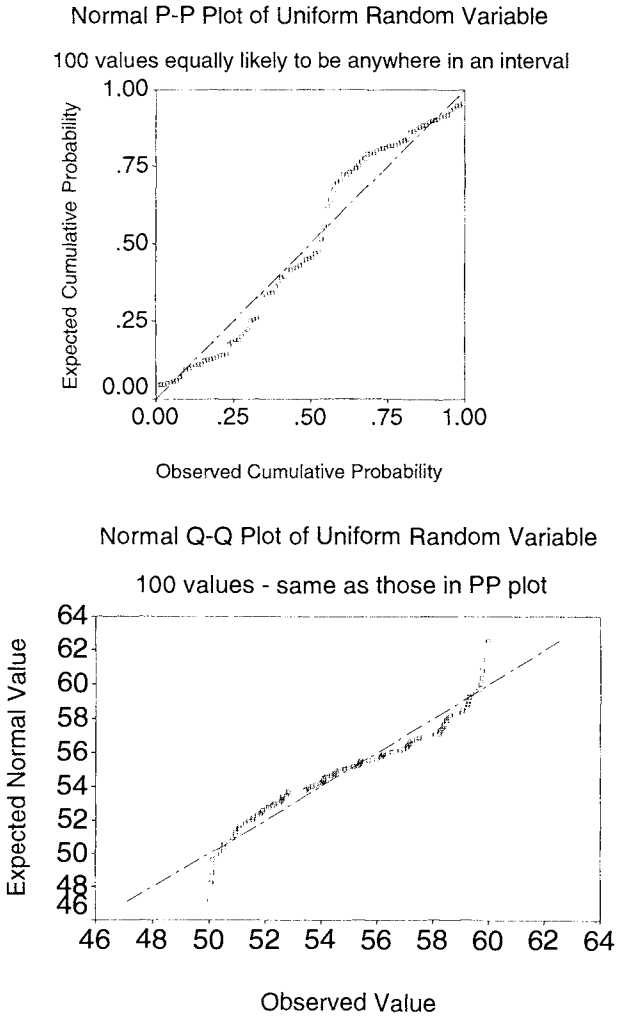 Normal P-P Plot of Uniform Random Variable
100 values equally likely to be anywhere in an interval
Expected Cumulative Probability
1.00
.75
.50
.25
0.00
0.00 .25 .50 .75 1.00
Observed Cumulative Probability
Normal Q-Q Plot of Uniform Random Variable
100 values - same as those in PP plot
Expected Normal Value
64
62
60
58
56
54
52
50
48
46
46 48 50 52 54 56 58 60 62 64
Observed Value